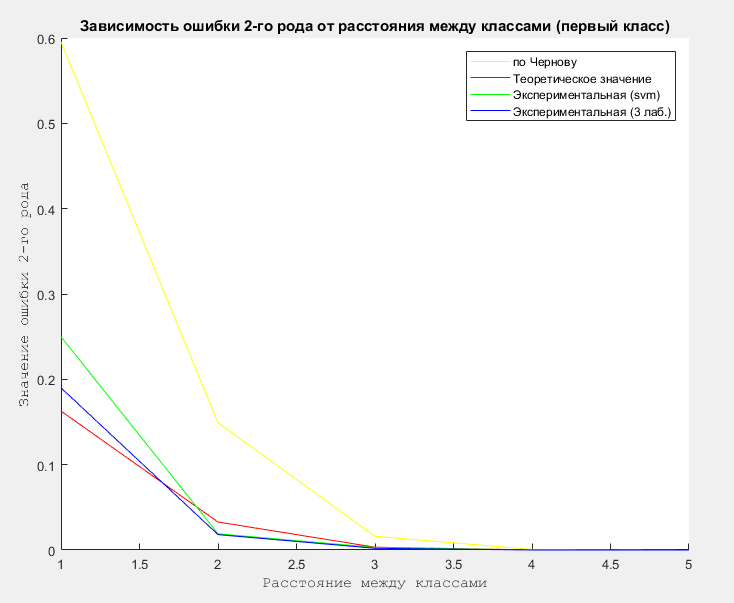 Зависимость ошибки 2-го рода от расстояния между классами (первый класс)
0.6
0.5
0.4
0.3
0.2
0.1
0
Значение ошибки 2-го рода
по Чернову
Теоретическое значение
Экспериментальная (svm)
Экспериментальная (3 лаб.)
1 1.5 2 2.5 3 3.5 4 4.5 5
Расстояние между классами